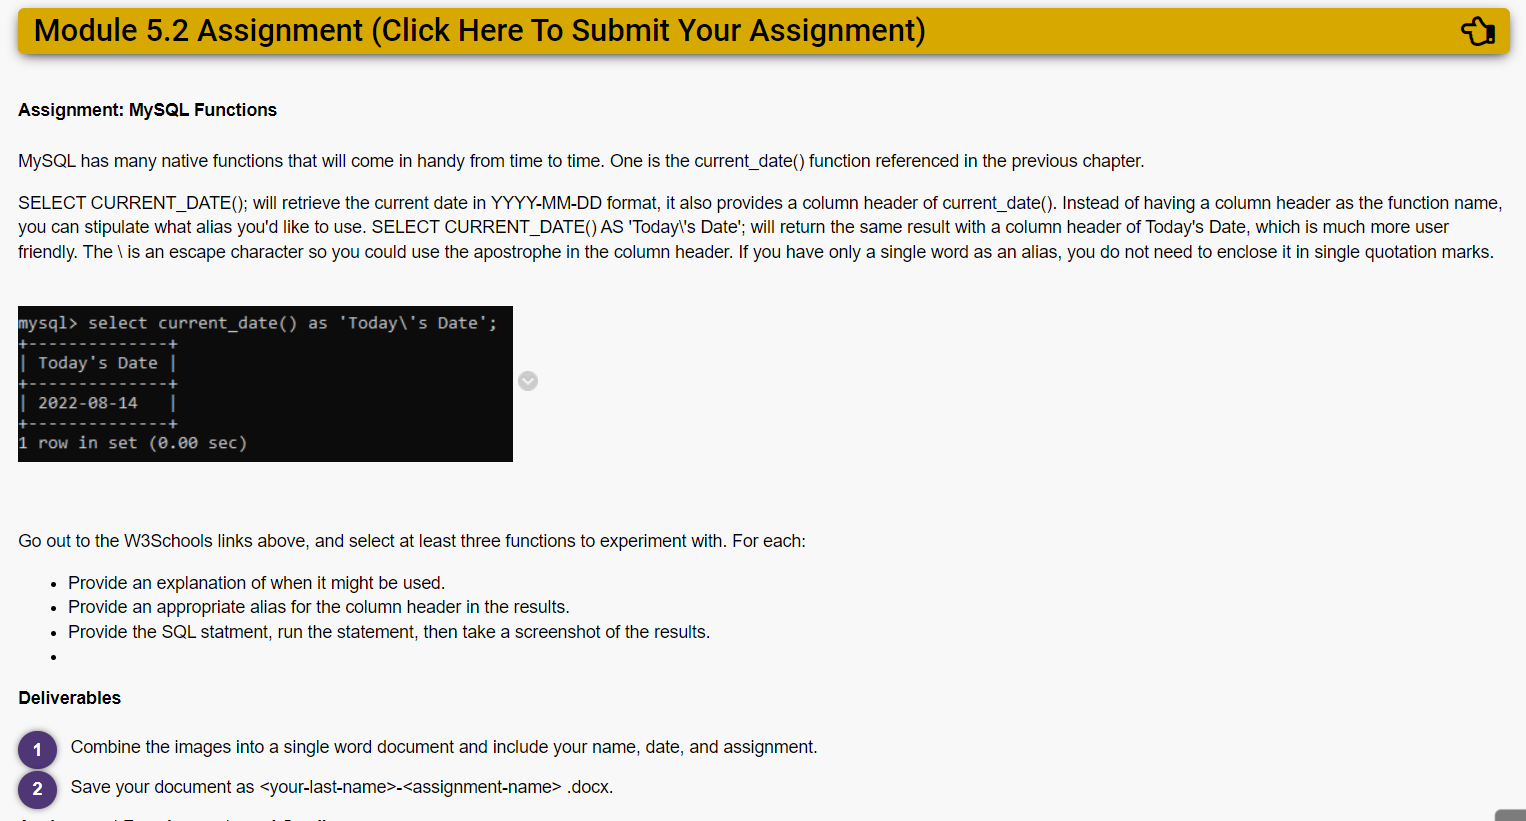 Module 5.2 Assignment (Click Here To Submit Your Assignment)
Assignment: MySQL Functions
MySQL has many native functions that will come in handy from time to time. One is the current_date() function referenced in the previous chapter.
SELECT CURRENT_DATE(); will retrieve the current date in YYYY-MM-DD format, it also provides a column header of current_date(). Instead of having a column header as the function name,
you can stipulate what alias you'd like to use. SELECT CURRENT_DATE() AS 'Today\'s Date'; will return the same result with a column header of Today's Date, which is much more user
friendly. The \ is an escape character so you could use the apostrophe in the column header. If you have only a single word as an alias, you do not need to enclose it in single quotation marks.
mysql> select current_date() as 'Today\'s Date';
+--------------+
| Today's Date |
+--------------+
| 2022-08-14   |
+--------------+
1 row in set (0.00 sec)
Go out to the W3Schools links above, and select at least three functions to experiment with. For each:
• Provide an explanation of when it might be used.
• Provide an appropriate alias for the column header in the results.
• Provide the SQL statment, run the statement, then take a screenshot of the results.
•
Deliverables
1 Combine the images into a single word document and include your name, date, and assignment.
2 Save your document as <your-last-name>-<assignment-name> .docx.